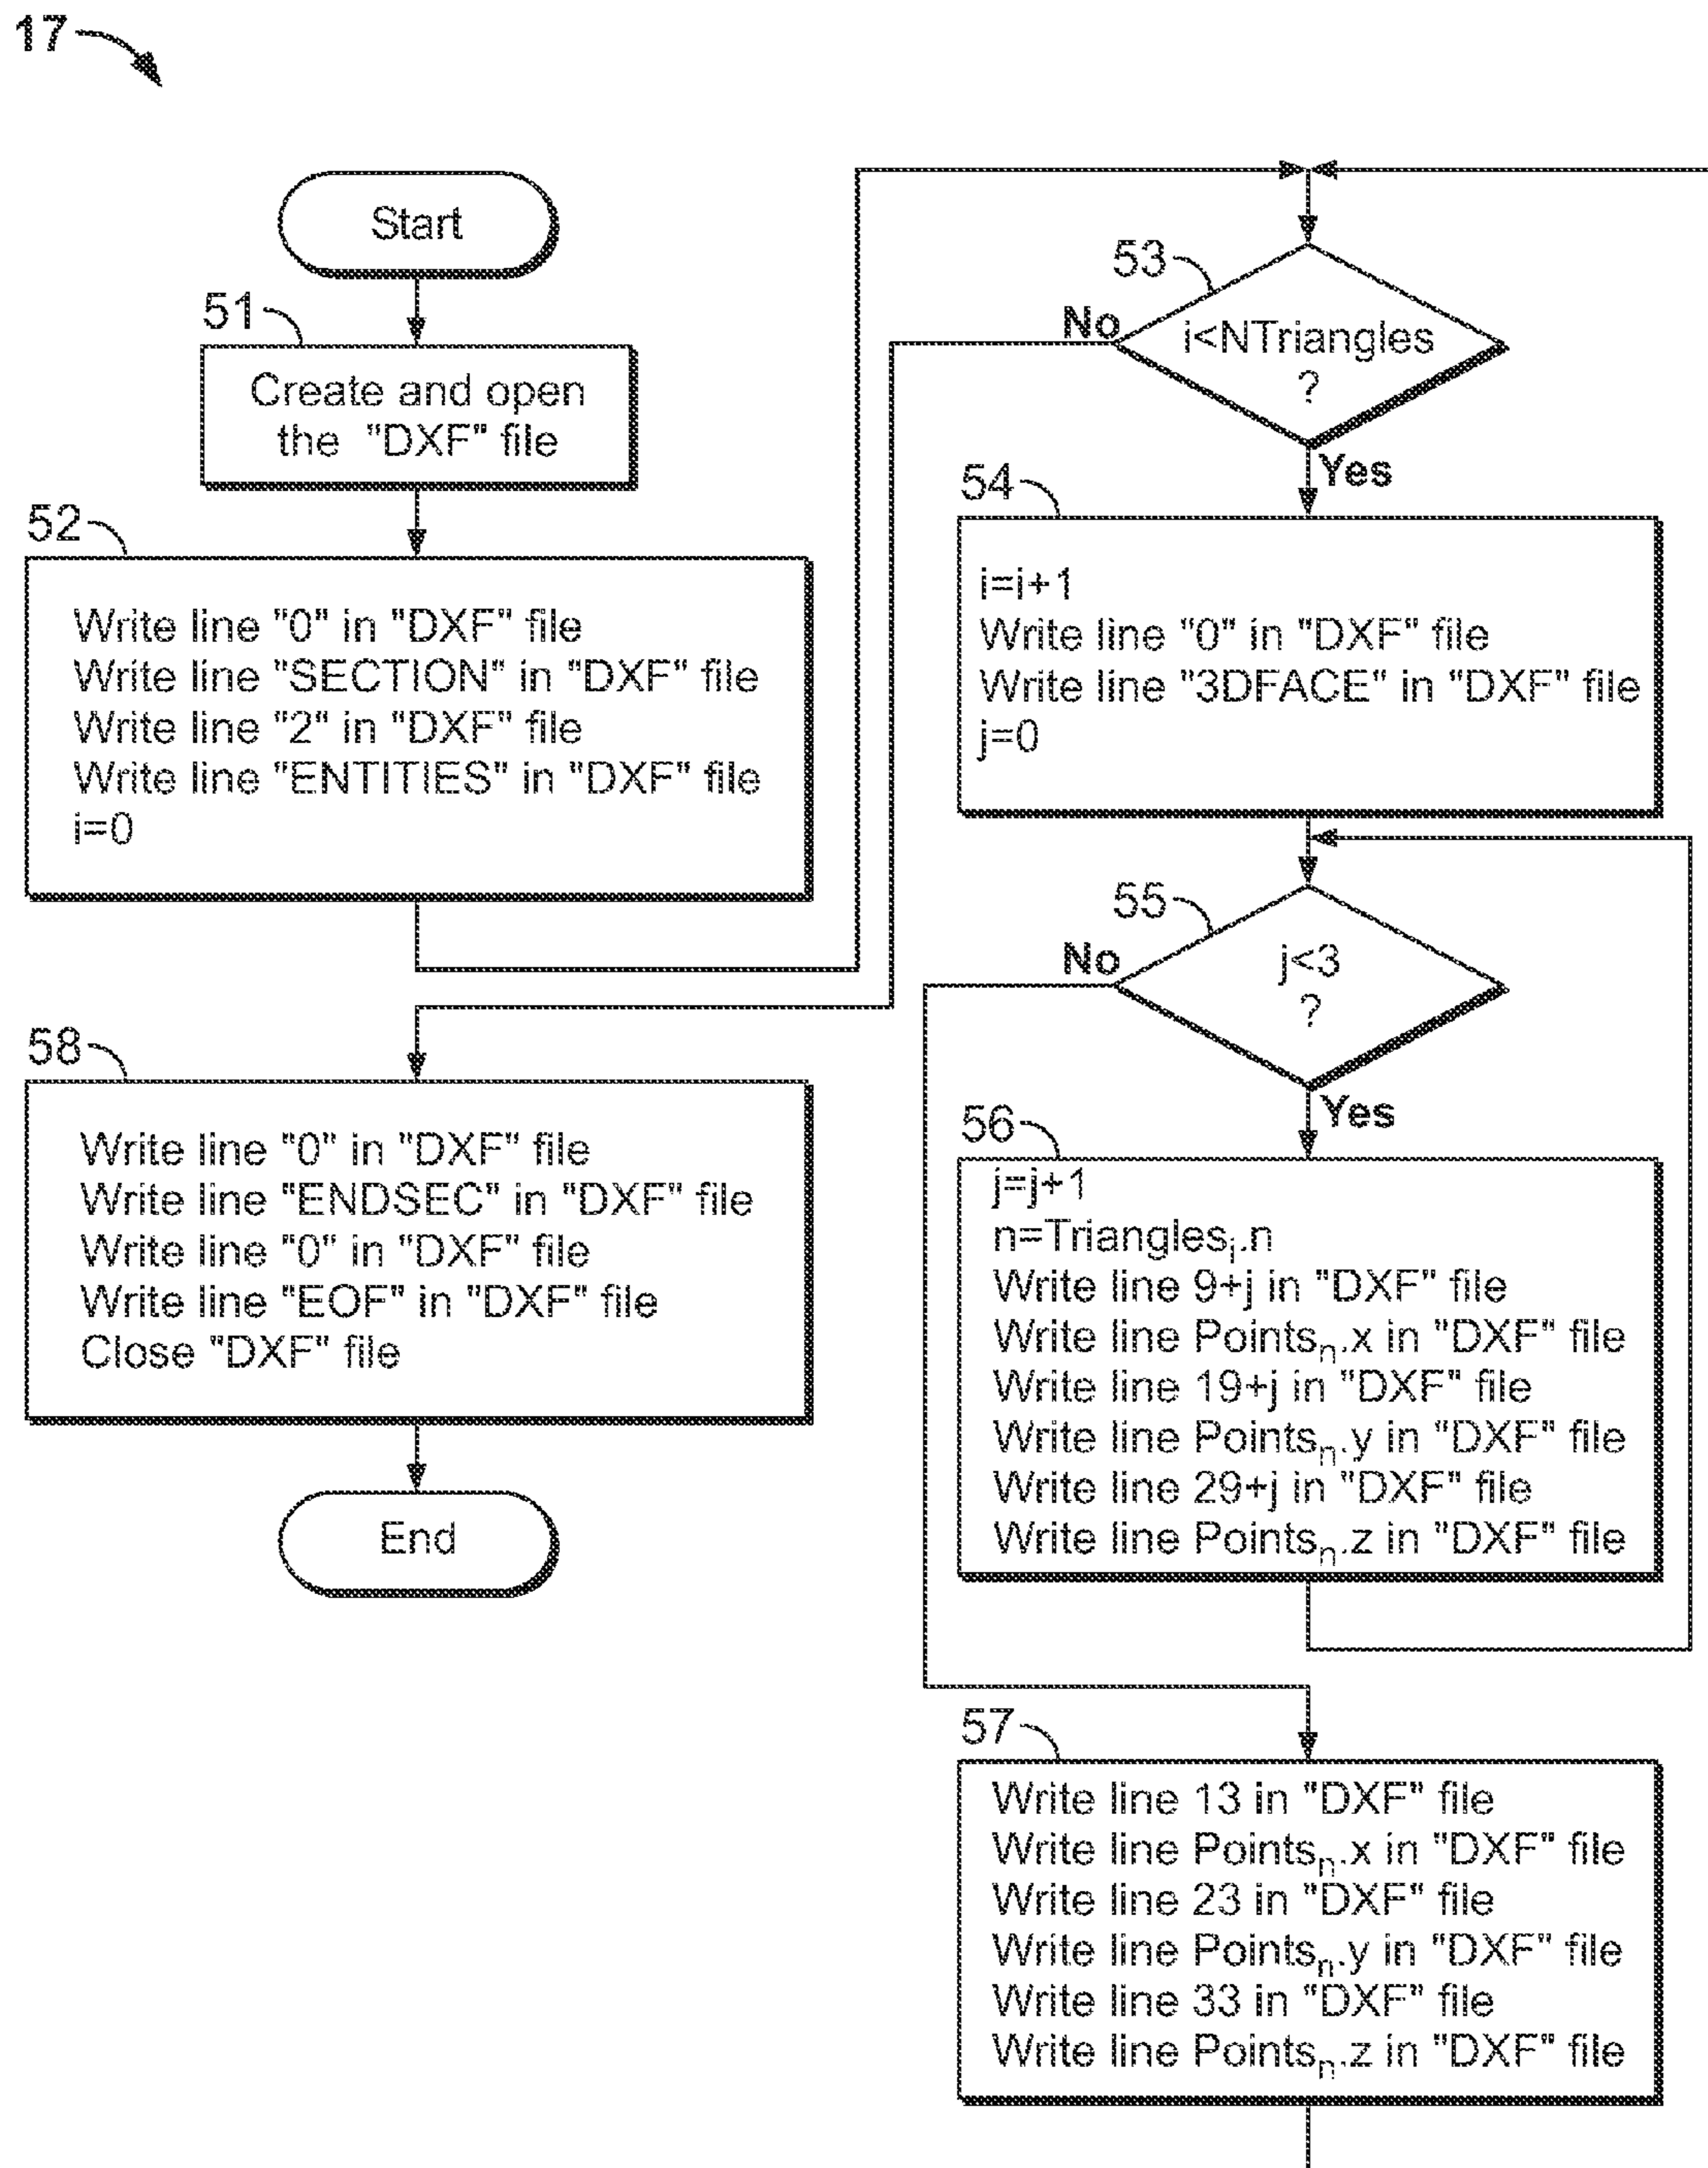 17
Start
51
Create and open
the "DXF" file
52
Write line "0" in "DXF" file
Write line "SECTION" in "DXF" file
Write line "2" in "DXF" file
Write line "ENTITIES" in "DXF" file
i=0
58
Write line "0" in "DXF" file
Write line "ENDSEC" in "DXF" file
Write line "0" in "DXF" file
Write line "EOF" in "DXF" file
Close "DXF" file
End
53
No
i<NTriangles
?
Yes
54
i=i+1
Write line "0" in "DXF" file
Write line "3DFACE" in "DXF" file
j=0
55
No
j<3
?
Yes
56
j=j+1
n=Trianglesᵢ.n
Write line 9+j in "DXF" file
Write line Pointsₙ.x in "DXF" file
Write line 19+j in "DXF" file
Write line Pointsₙ.y in "DXF" file
Write line 29+j in "DXF" file
Write line Pointsₙ.z in "DXF" file
57
Write line 13 in "DXF" file
Write line Pointsₙ.x in "DXF" file
Write line 23 in "DXF" file
Write line Pointsₙ.y in "DXF" file
Write line 33 in "DXF" file
Write line Pointsₙ.z in "DXF" file